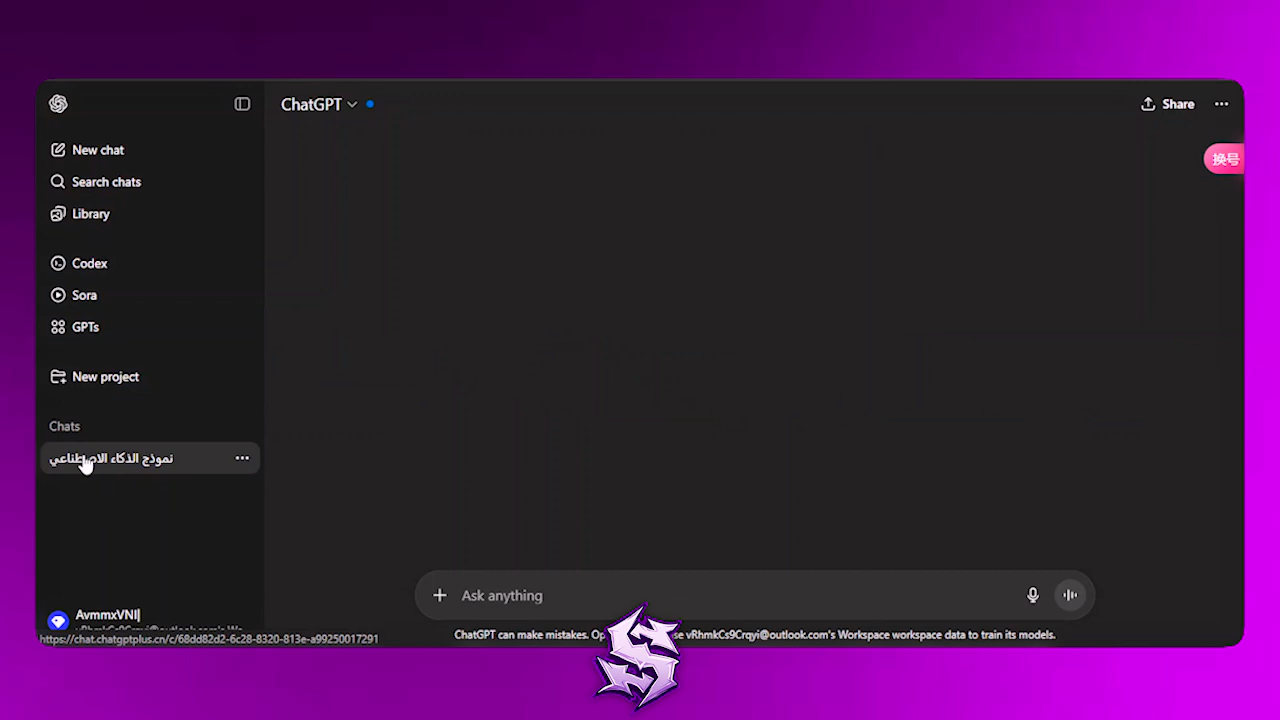 ChatGPT
Share
New chat
换号
Search chats
Library
Codex
Sora
GPTs
New project
Chats
نموذج الذكاء الاصطناعي
Ask anything
AvmmxVNI
https://chat.chatgptplus.cn/c/68dd82d2-6c28-8320-813e-a99250017291
ChatGPT can make mistakes. vRhmkCs9Crqyi@outlook.com's Workspace workspace data to train its models.